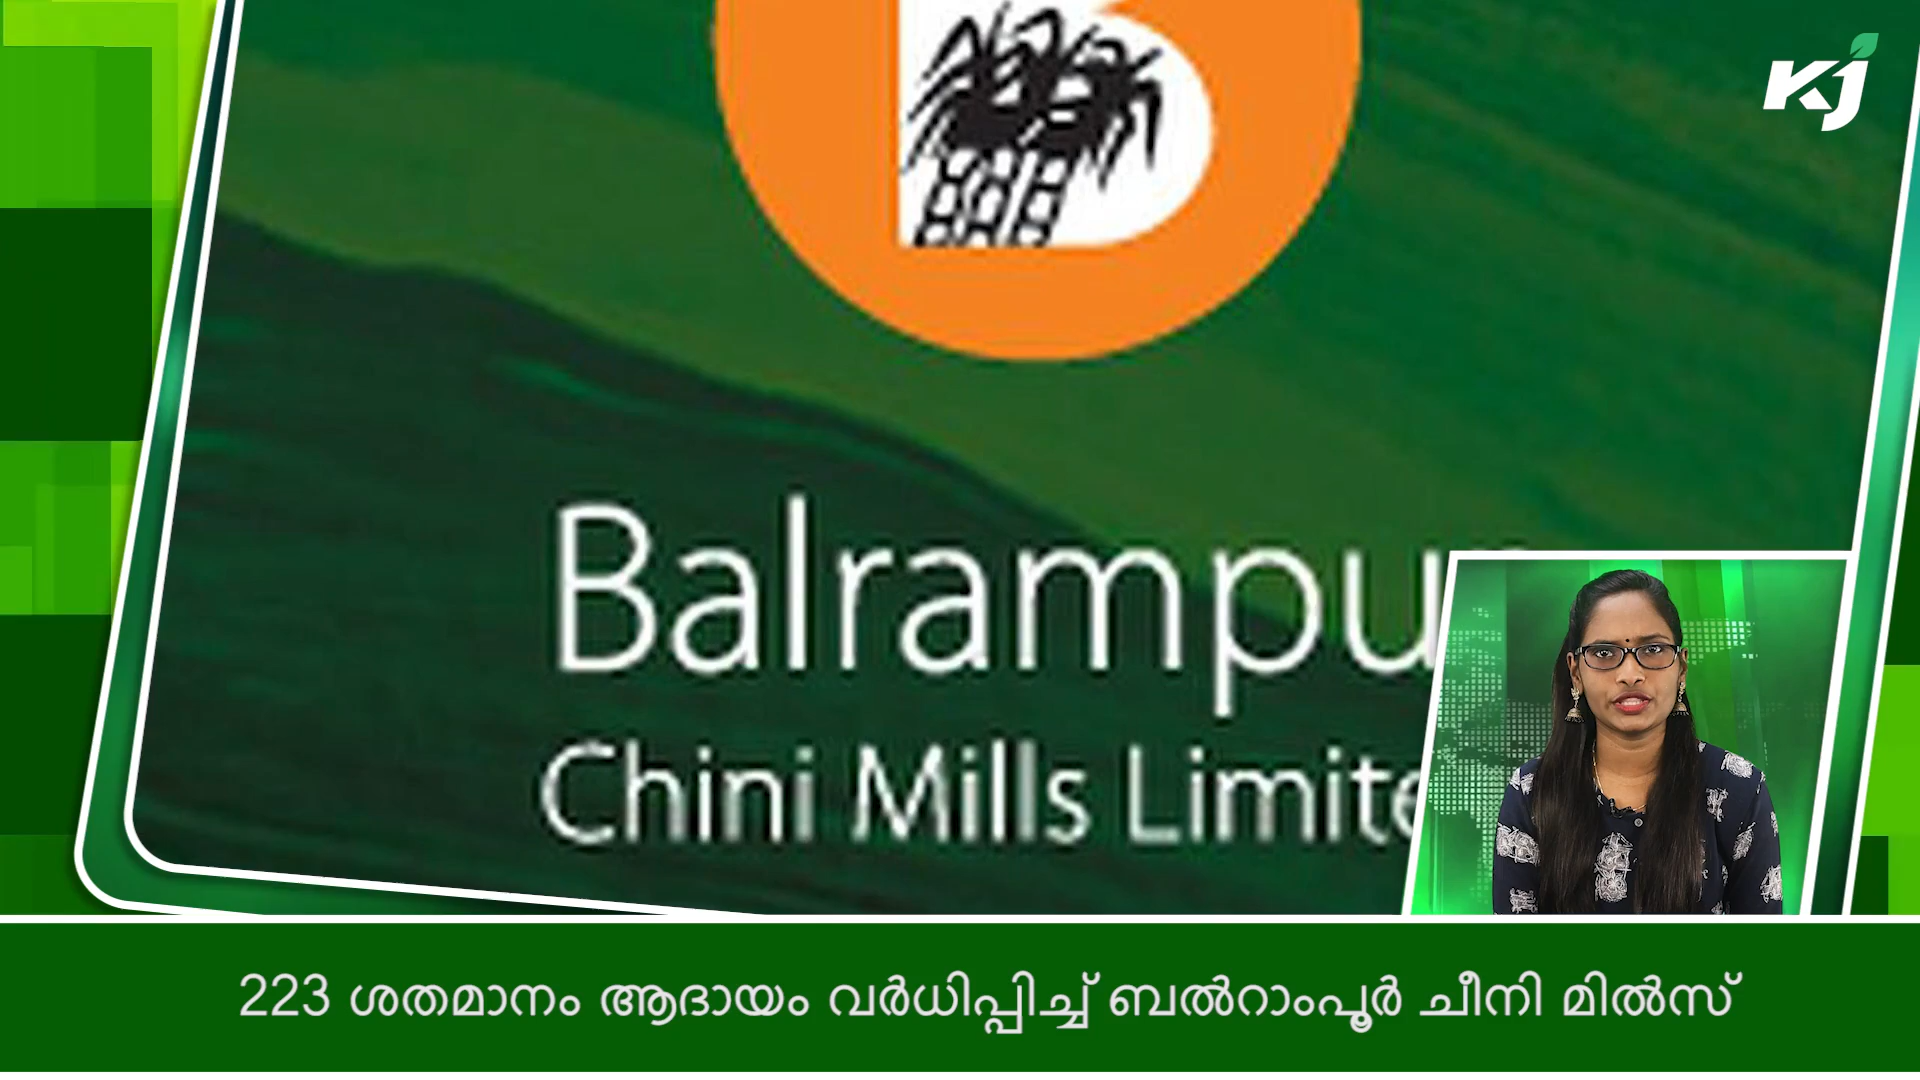 KJ
Balrampu
Chini Mills Limite
223 ശതമാനം ആദായം വർധിപ്പിച്ച് ബൽറാംപൂർ ചീനി മിൽസ്